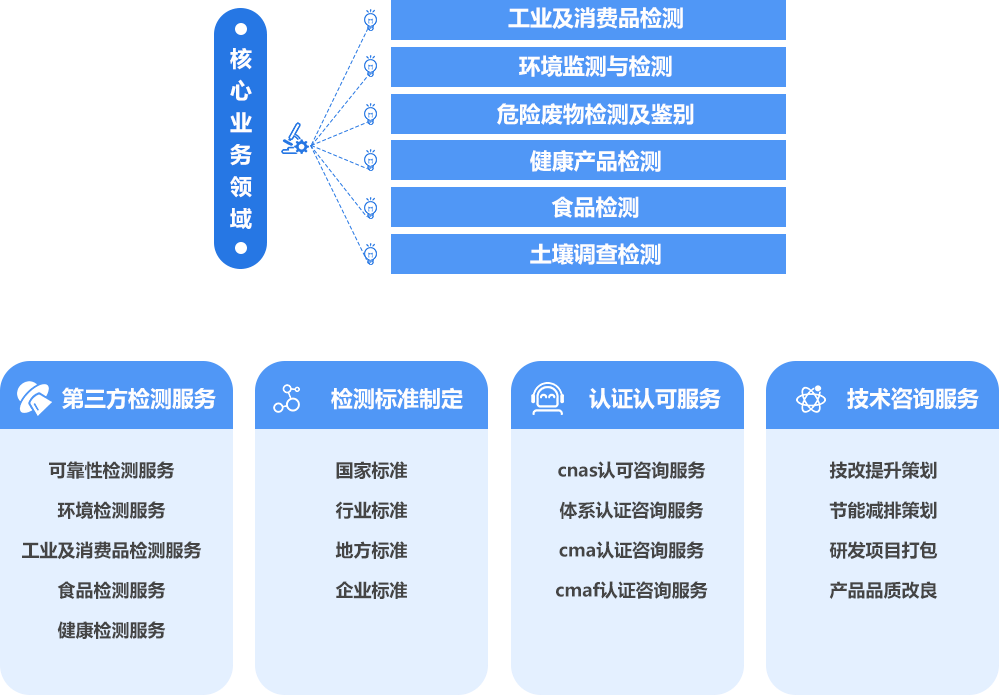 核心业务领域
工业及消费品检测
环境监测与检测
危险废物检测及鉴别
健康产品检测
食品检测
土壤调查检测
第三方检测服务
可靠性检测服务
环境检测服务
工业及消费品检测服务
食品检测服务
健康检测服务
检测标准制定
国家标准
行业标准
地方标准
企业标准
认证认可服务
cnas认可咨询服务
体系认证咨询服务
cma认证咨询服务
cmaf认证咨询服务
技术咨询服务
技改提升策划
节能减排策划
研发项目打包
产品品质改良